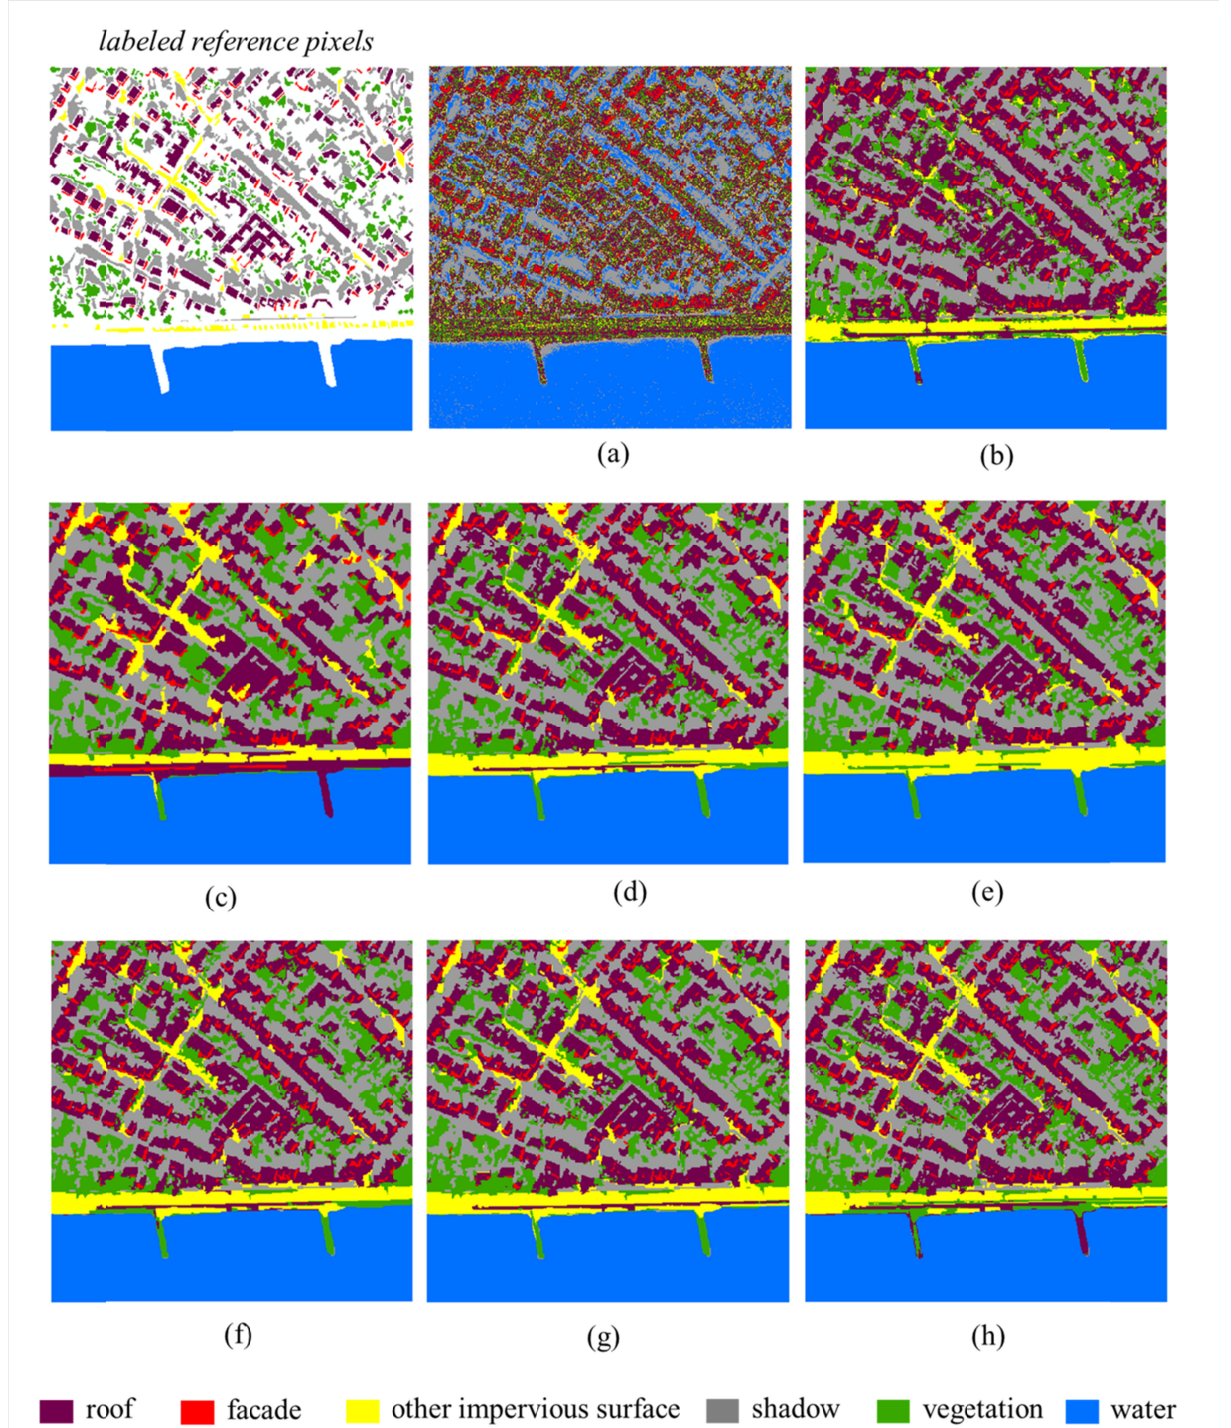 labeled reference pixels
(a)
(b)
(c)
(d)
(e)
(f)
(g)
(h)
roof facade other impervious surface shadow vegetation water